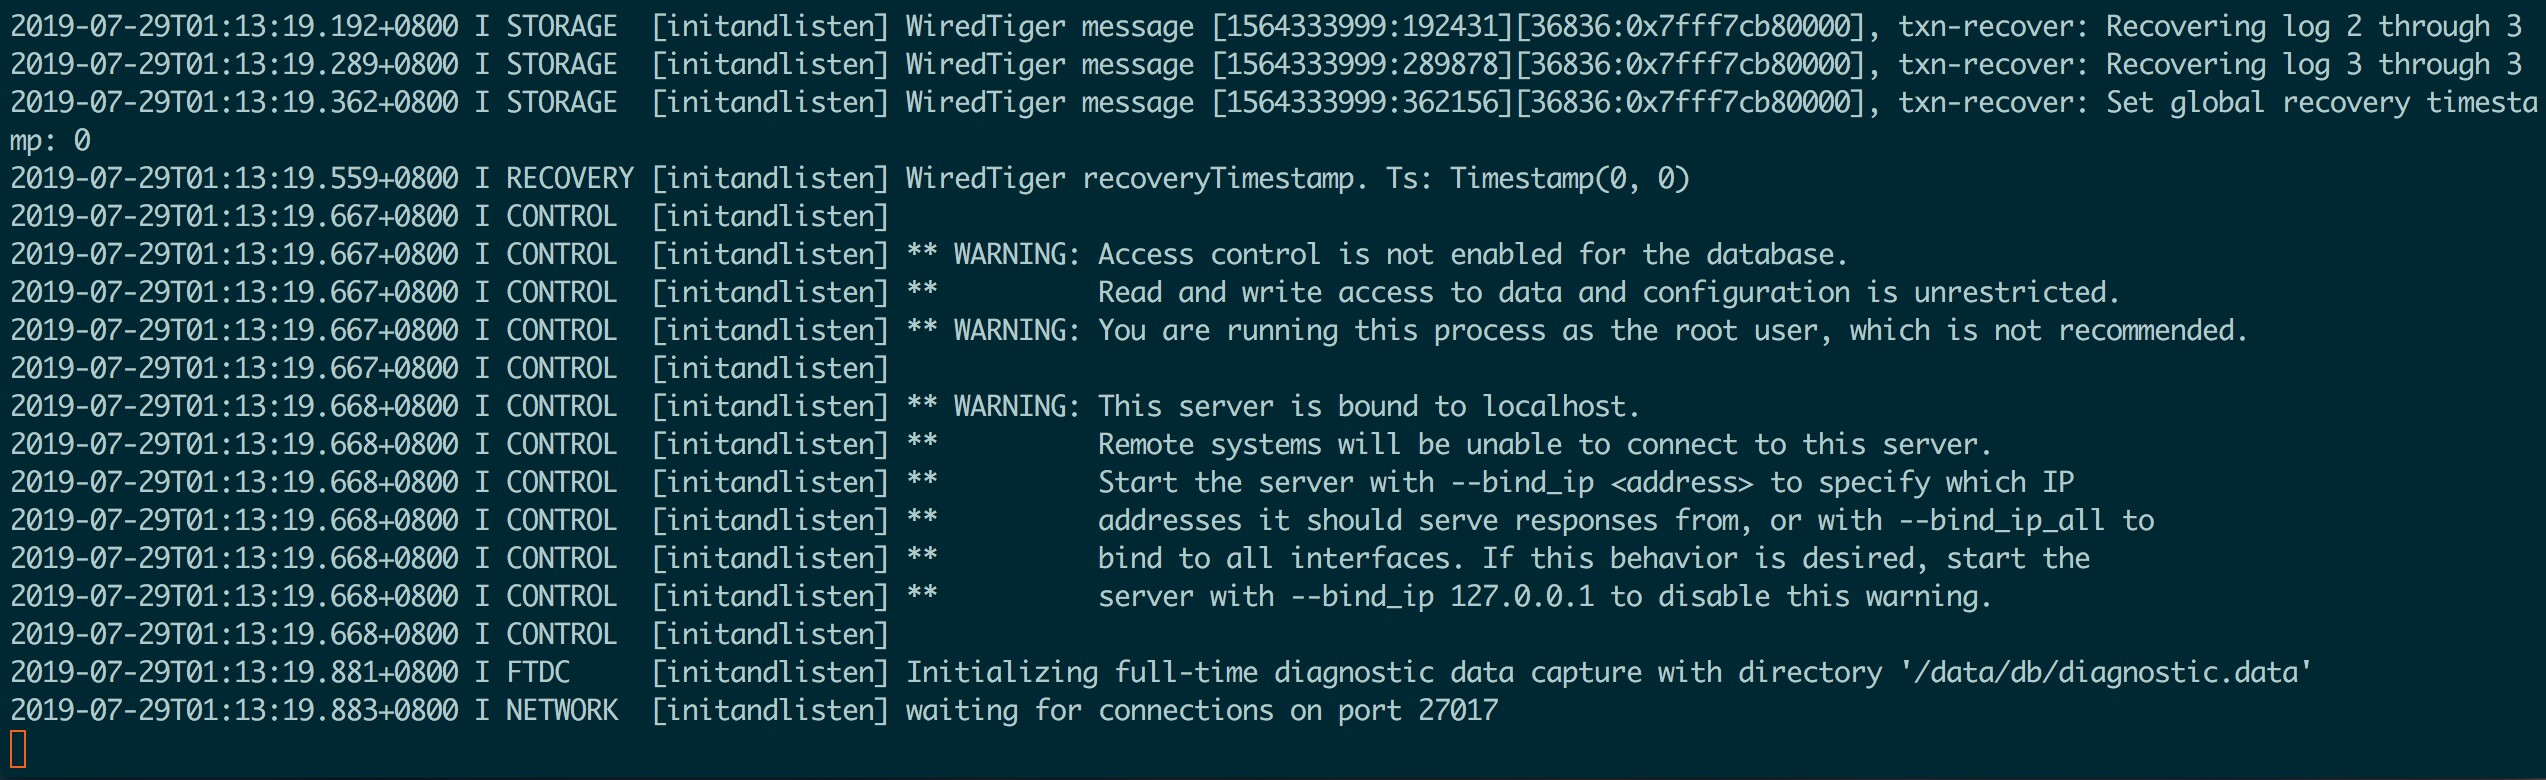 2019-07-29T01:13:19.192+0800 I STORAGE  [initandlisten] WiredTiger message [1564333999:192431][36836:0x7fff7cb80000], txn-recover: Recovering log 2 through 3
2019-07-29T01:13:19.289+0800 I STORAGE  [initandlisten] WiredTiger message [1564333999:289878][36836:0x7fff7cb80000], txn-recover: Recovering log 3 through 3
2019-07-29T01:13:19.362+0800 I STORAGE  [initandlisten] WiredTiger message [1564333999:362156][36836:0x7fff7cb80000], txn-recover: Set global recovery timesta
mp: 0
2019-07-29T01:13:19.559+0800 I RECOVERY [initandlisten] WiredTiger recoveryTimestamp. Ts: Timestamp(0, 0)
2019-07-29T01:13:19.667+0800 I CONTROL  [initandlisten]
2019-07-29T01:13:19.667+0800 I CONTROL  [initandlisten] ** WARNING: Access control is not enabled for the database.
2019-07-29T01:13:19.667+0800 I CONTROL  [initandlisten] **          Read and write access to data and configuration is unrestricted.
2019-07-29T01:13:19.667+0800 I CONTROL  [initandlisten] ** WARNING: You are running this process as the root user, which is not recommended.
2019-07-29T01:13:19.667+0800 I CONTROL  [initandlisten]
2019-07-29T01:13:19.668+0800 I CONTROL  [initandlisten] ** WARNING: This server is bound to localhost.
2019-07-29T01:13:19.668+0800 I CONTROL  [initandlisten] **          Remote systems will be unable to connect to this server.
2019-07-29T01:13:19.668+0800 I CONTROL  [initandlisten] **          Start the server with --bind_ip <address> to specify which IP
2019-07-29T01:13:19.668+0800 I CONTROL  [initandlisten] **          addresses it should serve responses from, or with --bind_ip_all to
2019-07-29T01:13:19.668+0800 I CONTROL  [initandlisten] **          bind to all interfaces. If this behavior is desired, start the
2019-07-29T01:13:19.668+0800 I CONTROL  [initandlisten] **          server with --bind_ip 127.0.0.1 to disable this warning.
2019-07-29T01:13:19.668+0800 I CONTROL  [initandlisten]
2019-07-29T01:13:19.881+0800 I FTDC     [initandlisten] Initializing full-time diagnostic data capture with directory '/data/db/diagnostic.data'
2019-07-29T01:13:19.883+0800 I NETWORK  [initandlisten] waiting for connections on port 27017